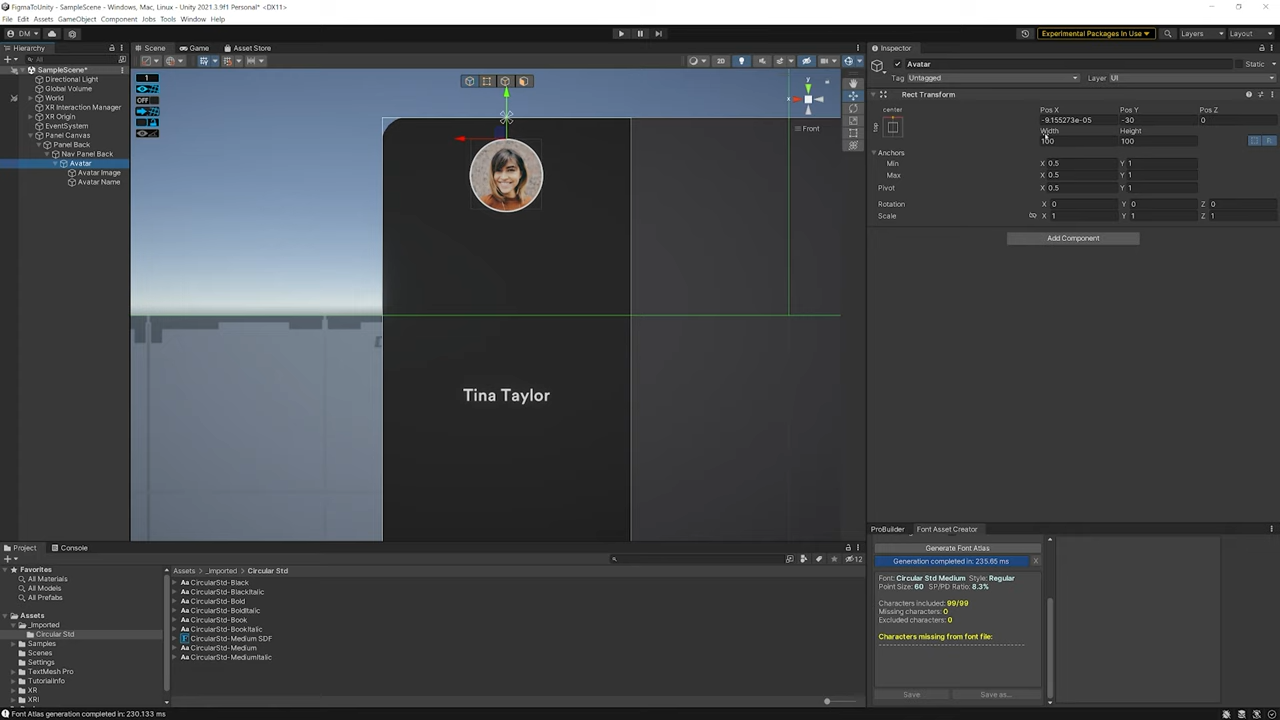 FigmaToUnity - SampleScene - Windows, Mac, Linux - Unity 2021.3.9f1 Personal* <DX11>
File Edit Assets GameObject Component Jobs Tools Window Help
DM
Experimental Packages In Use
Layers
Layout
Hierarchy
Scene
Game
Asset Store
Inspector
All
SampleScene*
Directional Light
Global Volume
World
XR Interaction Manager
XR Origin
EventSystem
Panel Canvas
Panel Back
Nav Panel Back
Avatar
Avatar Image
Avatar Name
2D
1
OFF
y
x
Front
Tina Taylor
Avatar
Static
Tag Untagged
Layer UI
Rect Transform
center
top
Pos X Pos Y Pos Z
-9.155273e-05 -30 0
Width Height
100 100
Anchors
Min X 0.5 Y 1
Max X 0.5 Y 1
Pivot X 0.5 Y 1
Rotation X 0 Y 0 Z 0
Scale X 1 Y 1 Z 1
Add Component
Project
Console
12
Favorites
All Materials
All Models
All Prefabs
Assets
_Imported
Circular Std
Samples
Scenes
Settings
TextMesh Pro
TutorialInfo
XR
XRI
Assets > _Imported > Circular Std
CircularStd-Black
CircularStd-BlackItalic
CircularStd-Bold
CircularStd-BoldItalic
CircularStd-Book
CircularStd-BookItalic
CircularStd-Medium SDF
CircularStd-Medium
CircularStd-MediumItalic
ProBuilder
Font Asset Creator
Generate Font Atlas
Generation completed in: 235.65 ms
X
Font: Circular Std Medium Style: Regular
Point Size: 60 SP/PD Ratio: 8.3%
Characters included: 99/99
Missing characters: 0
Excluded characters: 0
Characters missing from font file:
Save
Save as...
Font Atlas generation completed in: 230.133 ms